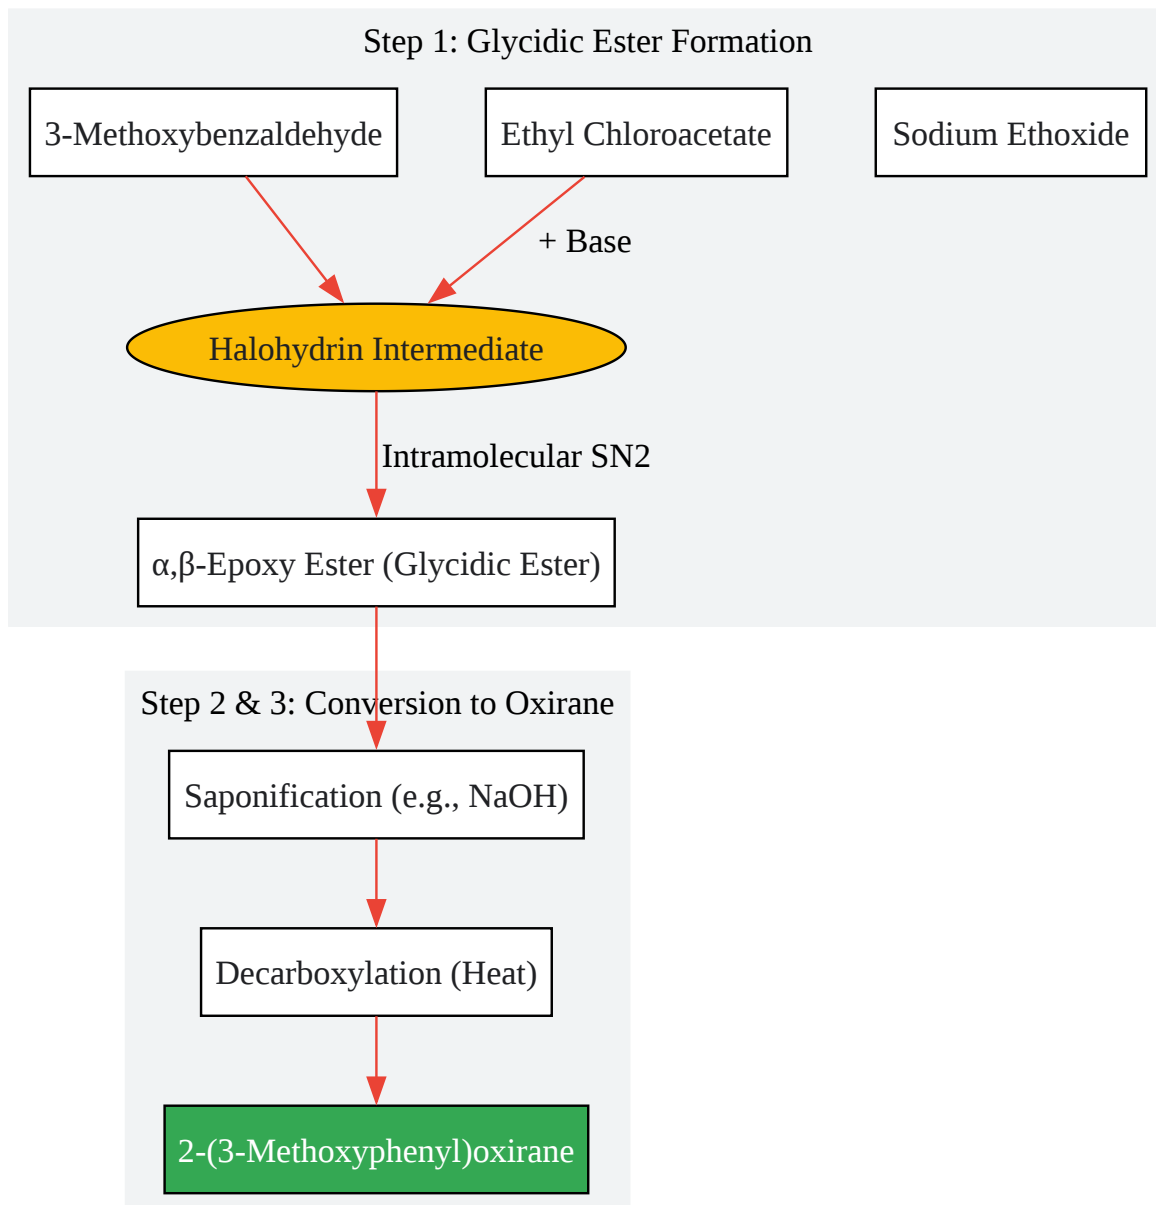 Step 1: Glycidic Ester Formation
3-Methoxybenzaldehyde
Ethyl Chloroacetate
Sodium Ethoxide
+ Base
Halohydrin Intermediate
Intramolecular SN2
α,β-Epoxy Ester (Glycidic Ester)
Step 2 & 3: Conversion to Oxirane
Saponification (e.g., NaOH)
Decarboxylation (Heat)
2-(3-Methoxyphenyl)oxirane